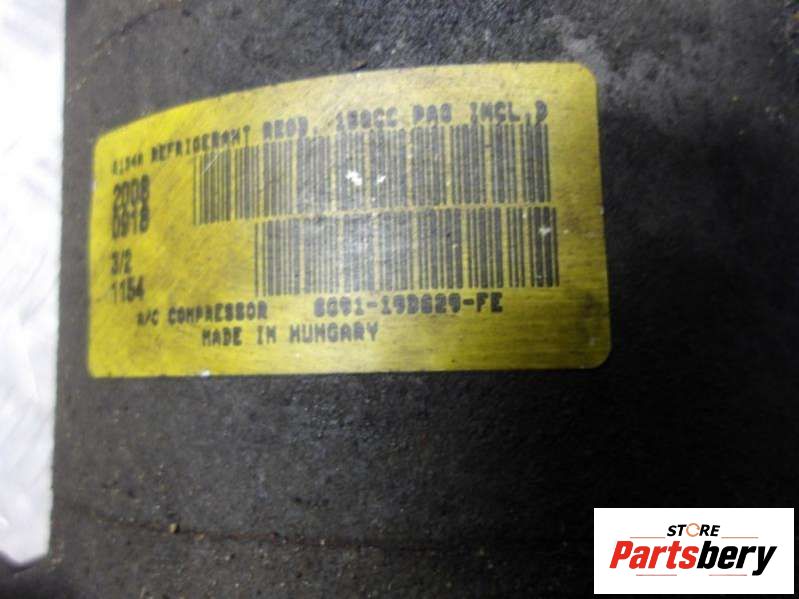 R134A REFRIGERANT REQD. 150CC PAG INCL.D
2008
0918
3/2
1154
A/C COMPRESSOR 6G91-19D629-FE
MADE IN HUNGARY
STORE
Partsbery